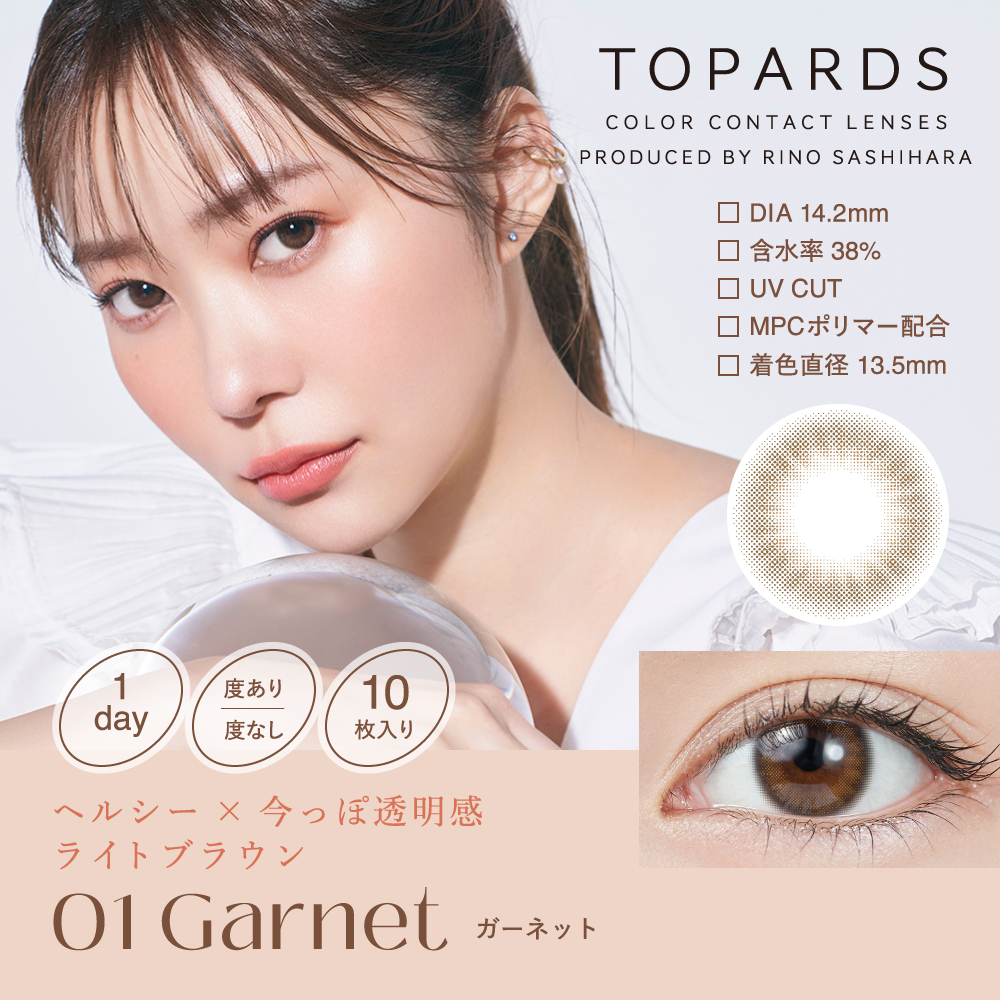 TOPARDS
COLOR CONTACT LENSES
PRODUCED BY RINO SASHIHARA
DIA 14.2mm
含水率 38%
UV CUT
MPCポリマー配合
着色直径 13.5mm
1
day
度あり
度なし
10
枚入り
ヘルシー × 今っぽ透明感
ライトブラウン
01 Garnet ガーネット